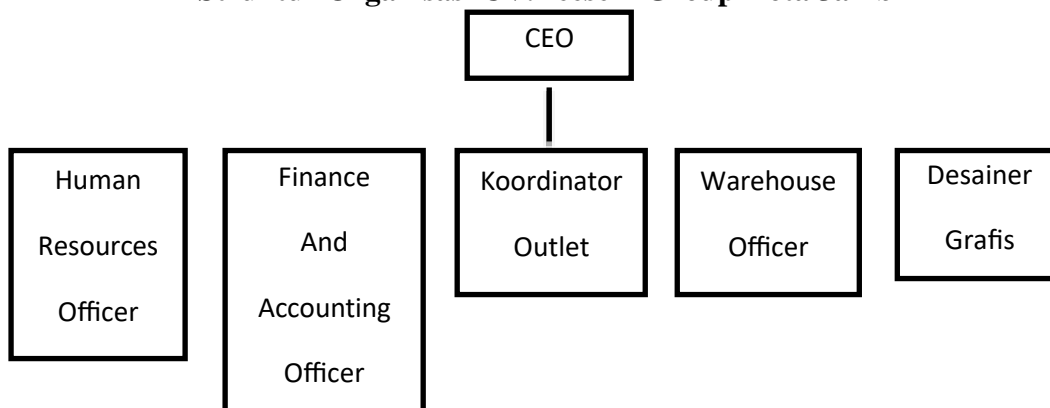 CEO
Human
Resources
Officer
Finance
And
Accounting
Officer
Koordinator
Outlet
Warehouse
Officer
Desainer
Grafis